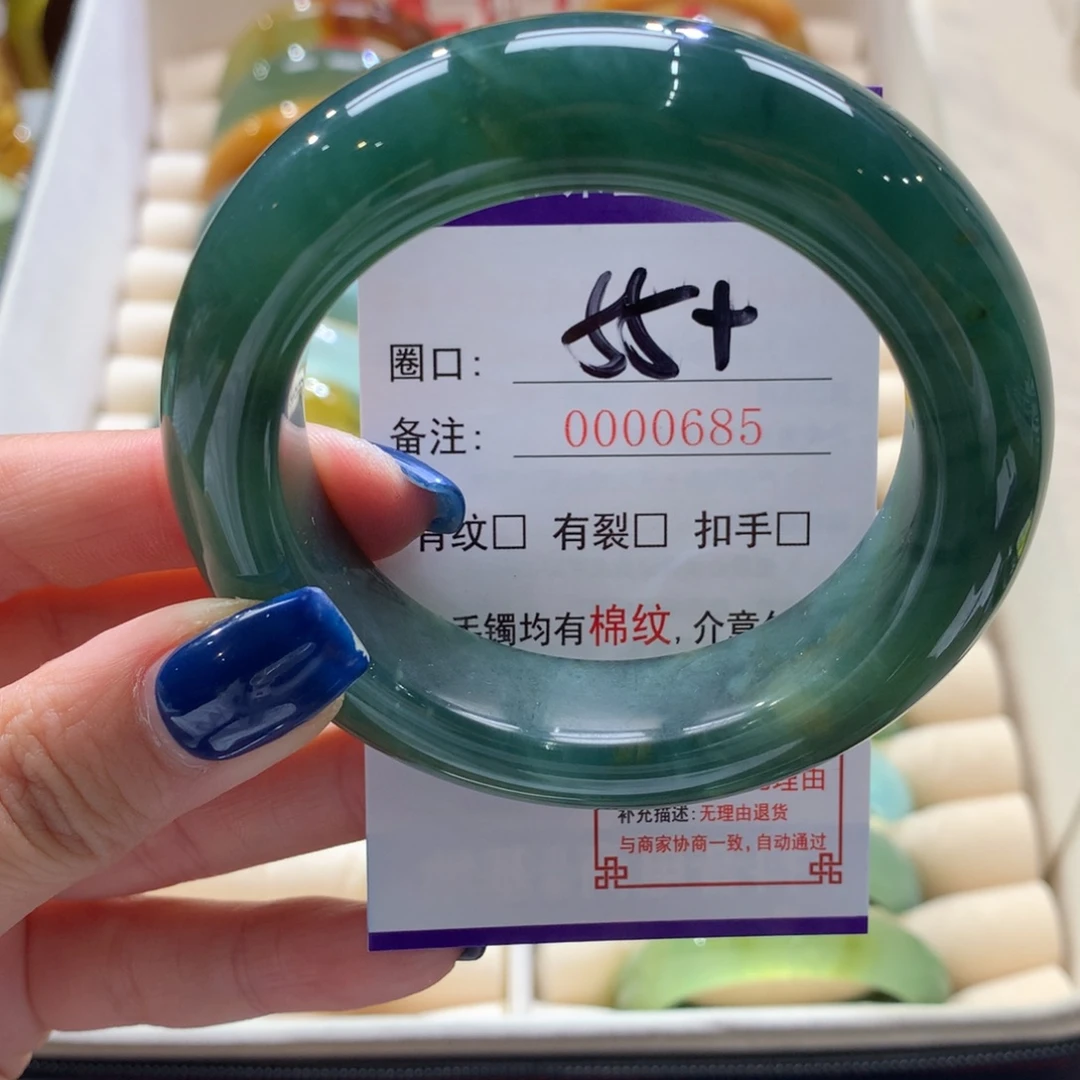 圈口: 55+
备注: 0000685
有纹□ 有裂□ 扣手□
手镯均有棉纹, 介意
理由
补充描述:无理由退货
与商家协商一致, 自动通过